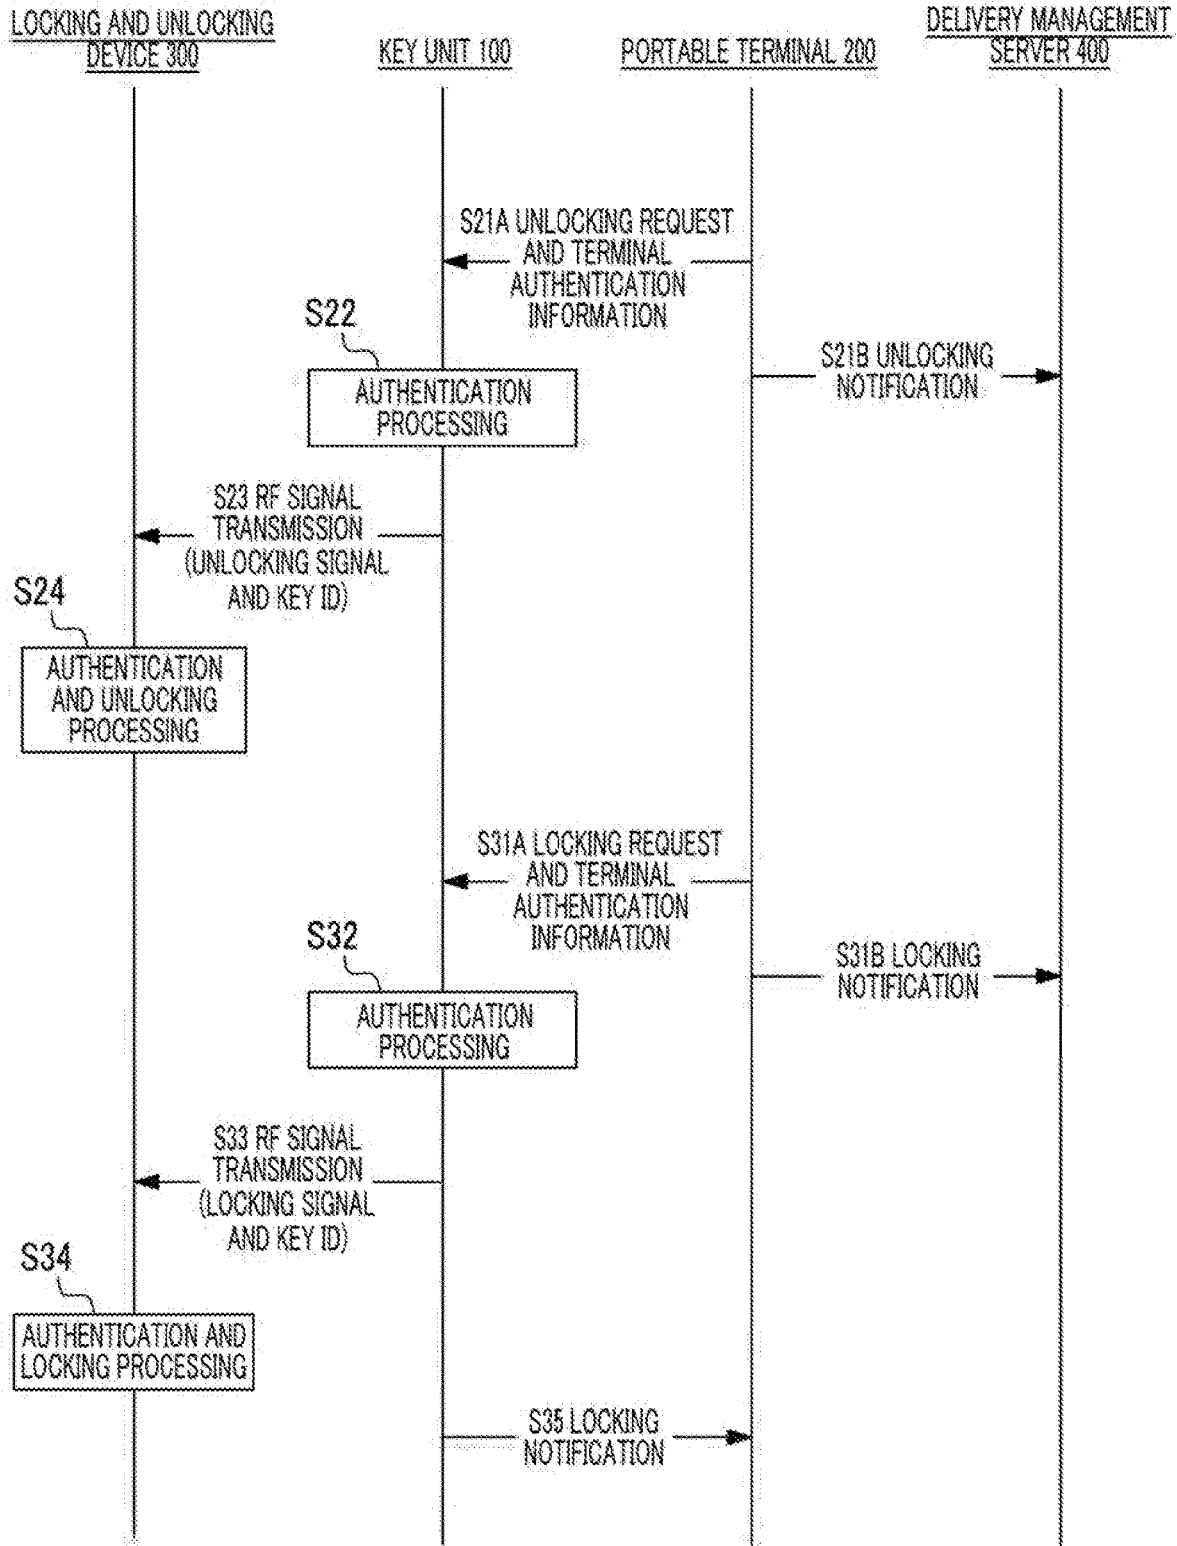 LOCKING AND UNLOCKING
DEVICE 300
KEY UNIT 100
PORTABLE TERMINAL 200
DELIVERY MANAGEMENT
SERVER 400
S21A UNLOCKING REQUEST
AND TERMINAL
AUTHENTICATION
INFORMATION
S22
AUTHENTICATION
PROCESSING
S21B UNLOCKING
NOTIFICATION
S23 RF SIGNAL
TRANSMISSION
(UNLOCKING SIGNAL
AND KEY ID)
S24
AUTHENTICATION
AND UNLOCKING
PROCESSING
S31A LOCKING REQUEST
AND TERMINAL
AUTHENTICATION
INFORMATION
S32
AUTHENTICATION
PROCESSING
S31B LOCKING
NOTIFICATION
S33 RF SIGNAL
TRANSMISSION
(LOCKING SIGNAL
AND KEY ID)
S34
AUTHENTICATION AND
LOCKING PROCESSING
S35 LOCKING
NOTIFICATION